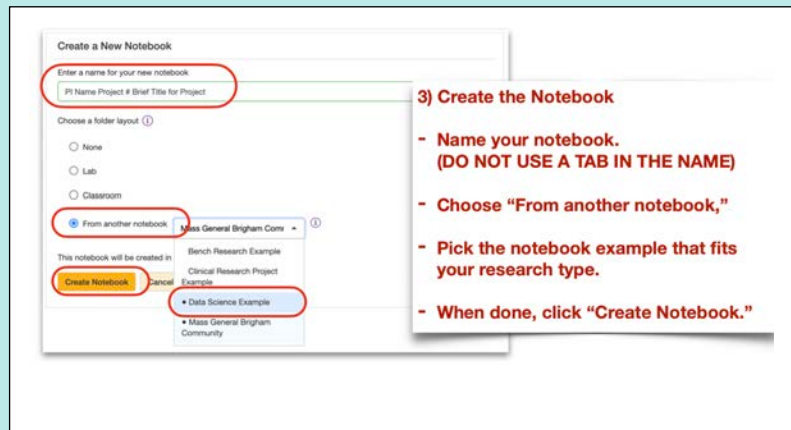 Create a New Notebook
Enter a name for your new notebook
PI Name Project # Brief Title for Project
Choose a folder layout
None
Lab
Classroom
From another notebook
Mass General Brigham
Bench Research Example
Clinical Research Project
Example
• Data Science Example
• Mass General Brigham
Community
This notebook will be created in
Create Notebook
Cancel
3) Create the Notebook
- Name your notebook.
(DO NOT USE A TAB IN THE NAME)
- Choose “From another notebook,”
- Pick the notebook example that fits
your research type.
- When done, click “Create Notebook.”